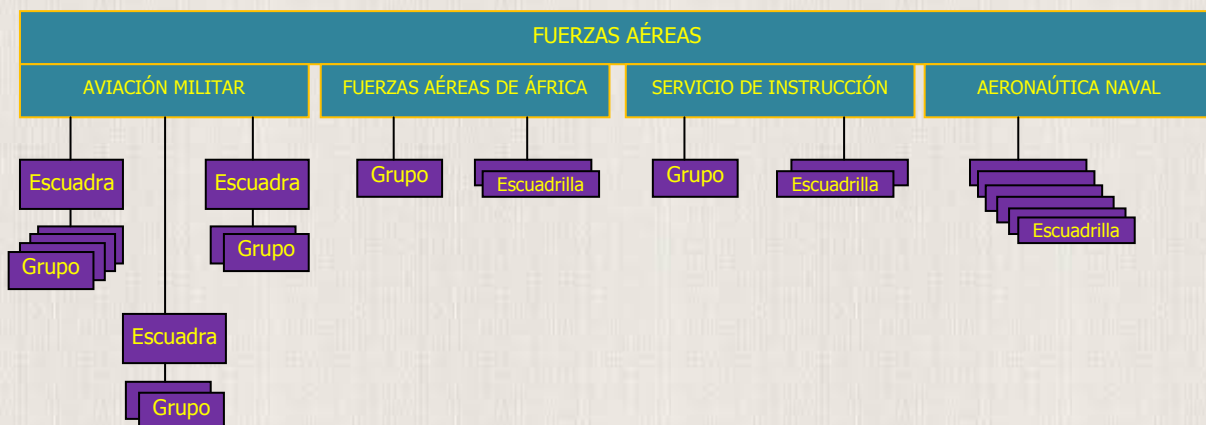 FUERZAS AÉREAS
AVIACIÓN MILITAR
FUERZAS AÉREAS DE ÁFRICA
SERVICIO DE INSTRUCCIÓN
AERONAÚTICA NAVAL
Escuadra
Escuadra
Grupo
Escuadrilla
Grupo
Escuadrilla
Grupo
Grupo
Escuadrilla
Escuadra
Grupo